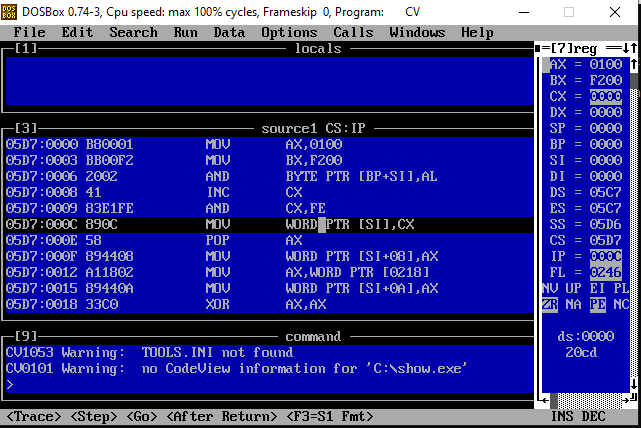 DOSBox 0.74-3, Cpu speed: max 100% cycles, Frameskip 0, Program: CV
File Edit Search Run Data Options Calls Windows Help
[1] locals
[3] source1 CS:IP
05D7:0000 B80001 MOV AX,0100
05D7:0003 BB00F2 MOV BX,F200
05D7:0006 2002 AND BYTE PTR [BP+SI],AL
05D7:0008 41 INC CX
05D7:0009 83E1FE AND CX,FE
05D7:000C 890C MOV WORD PTR [SI],CX
05D7:000E 58 POP AX
05D7:000F 894408 MOV WORD PTR [SI+08],AX
05D7:0012 A11802 MOV AX,WORD PTR [0218]
05D7:0015 89440A MOV WORD PTR [SI+0A],AX
05D7:0018 33C0 XOR AX,AX
[9] command
CV1053 Warning: TOOLS.INI not found
CV0101 Warning: no CodeView information for 'C:\show.exe'
>
[7]reg
AX = 0100
BX = F200
CX = 0000
DX = 0000
SP = 0000
BP = 0000
SI = 0000
DI = 0000
DS = 05C7
ES = 05C7
SS = 05D6
CS = 05D7
IP = 000C
FL = 0246
NV UP EI PL
ZR NA PE NC
ds:0000
20cd
<Trace> <Step> <Go> <After Return> <F3=S1 Fmt> INS DEC